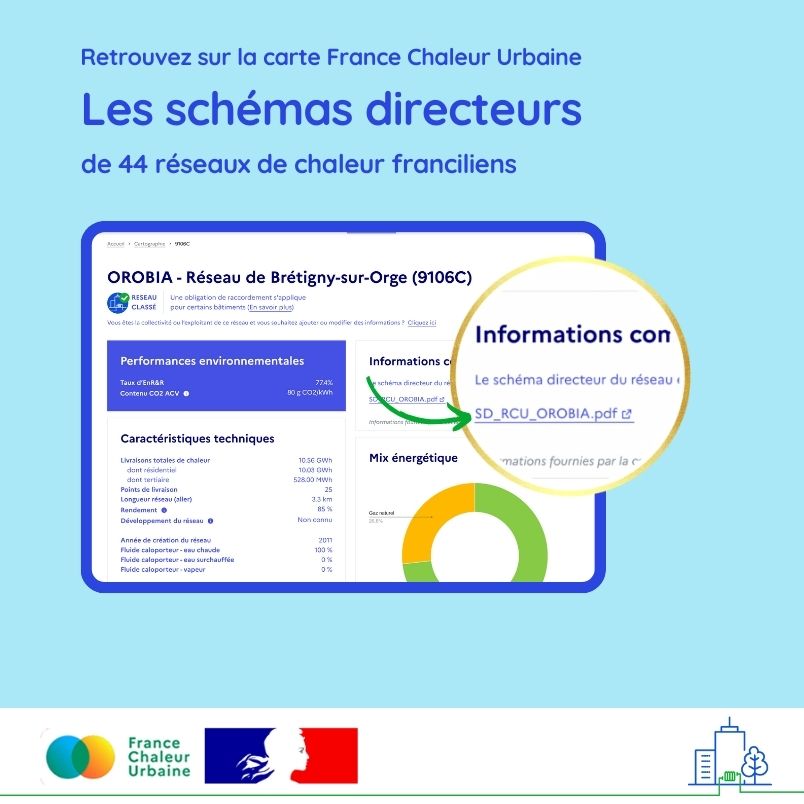 Retrouvez sur la carte France Chaleur Urbaine
Les schémas directeurs
de 44 réseaux de chaleur franciliens
Accueil > Cartographie > 9106C
OROBIA - Réseau de Brétigny-sur-Orge (9106C)
RESEAU CLASSÉ
Une obligation de raccordement s'applique
pour certains bâtiments (En savoir plus)
Vous êtes la collectivité ou l'exploitant de ce réseau et vous souhaitez ajouter ou modifier des informations ? Cliquez ici
Performances environnementales
Taux d'EnR&R 77.4%
Contenu CO2 ACV 80 g CO2/kWh
Caractéristiques techniques
Livraisons totales de chaleur 10.56 GWh
dont résidentiel 10.03 GWh
dont tertiaire 528.00 MWh
Points de livraison 25
Longueur réseau (aller) 3.3 km
Rendement 85 %
Développement du réseau Non connu
Année de création du réseau 2011
Fluide caloporteur - eau chaude 100 %
Fluide caloporteur - eau surchauffée 0 %
Fluide caloporteur - vapeur 0 %
Informations
Le schéma directeur du
SD_RCU_OROBIA.pdf
Informations
Mix énergétique
Gaz naturel
Informations com
Le schéma directeur du réseau
SD_RCU_OROBIA.pdf
mations fournies par la
France
Chaleur
Urbaine